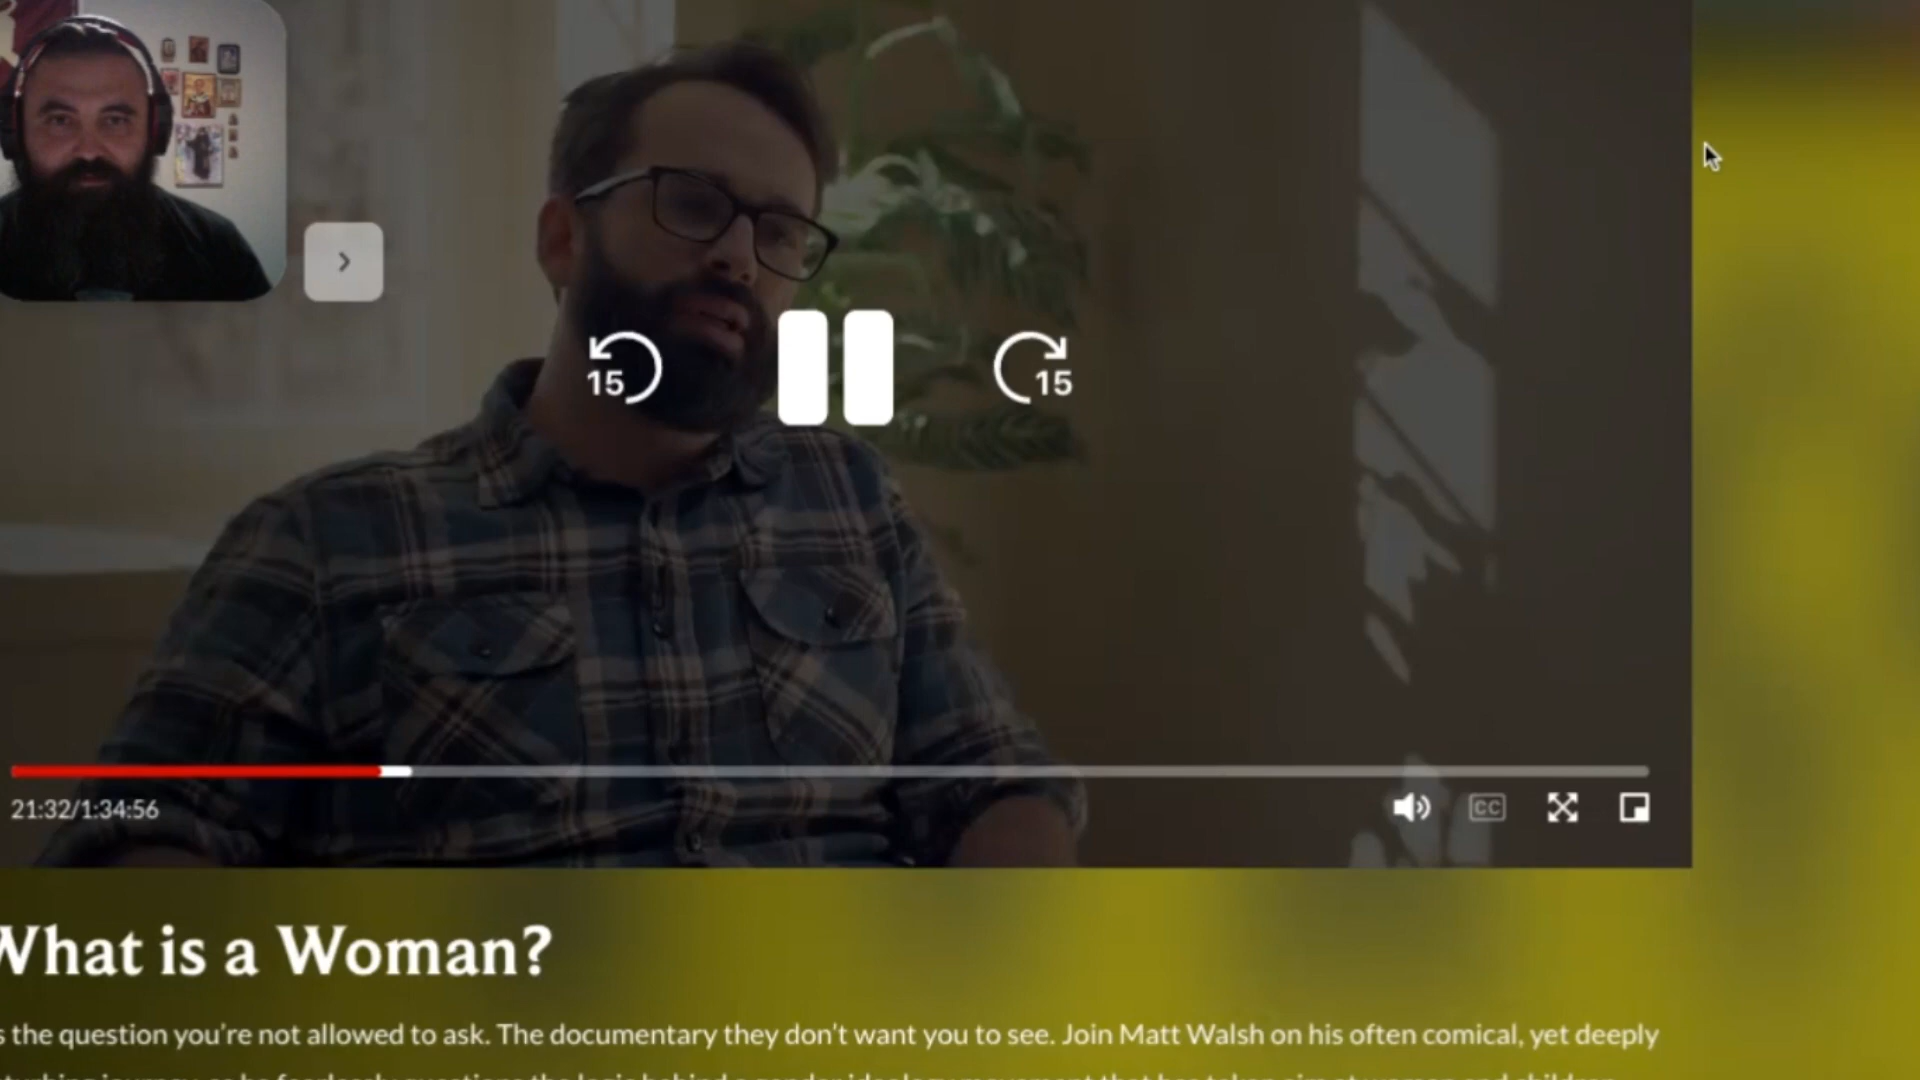 15
15
21:32/1:34:56
CC
What is a Woman?
s the question you're not allowed to ask. The documentary they don't want you to see. Join Matt Walsh on his often comical, yet deeply